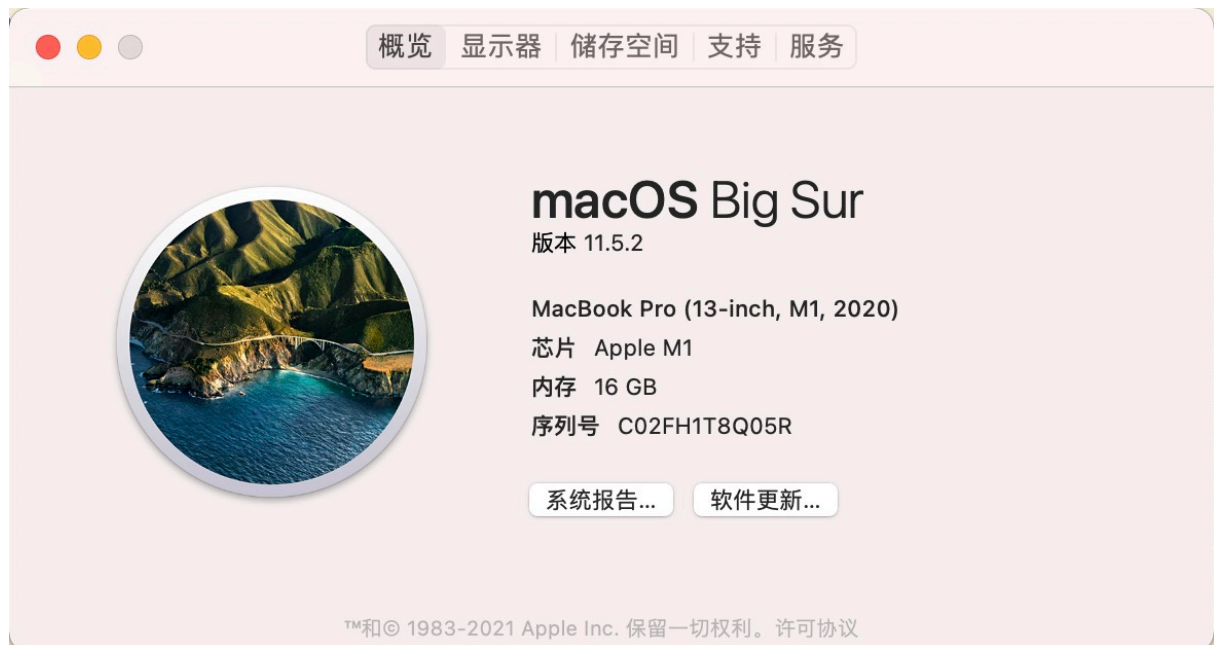 概览 显示器 储存空间 支持 服务
macOS Big Sur
版本 11.5.2
MacBook Pro (13-inch, M1, 2020)
芯片 Apple M1
内存 16 GB
序列号 C02FH1T8Q05R
系统报告... 软件更新...
™和© 1983-2021 Apple Inc. 保留一切权利。许可协议